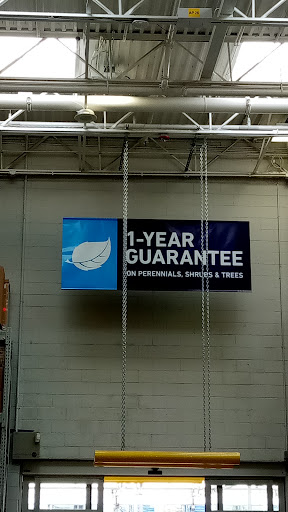 1-YEAR
GUARANTEE
ON PERENNIALS, SHRUBS & TREES